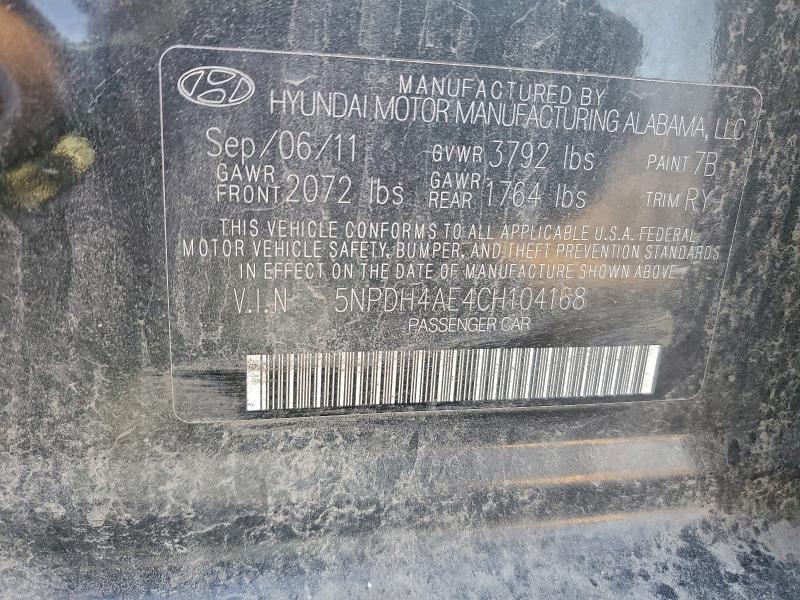 MANUFACTURED BY
HYUNDAI MOTOR MANUFACTURING ALABAMA, LLC
Sep/06/11 GVWR 3792 lbs PAINT 7B
GAWR FRONT 2072 lbs GAWR REAR 1764 lbs TRIM RY
THIS VEHICLE CONFORMS TO ALL APPLICABLE U.S.A. FEDERAL
MOTOR VEHICLE SAFETY, BUMPER, AND THEFT PREVENTION STANDARDS
IN EFFECT ON THE DATE OF MANUFACTURE SHOWN ABOVE
V.I.N 5NPDH4AE4CH104168
PASSENGER CAR